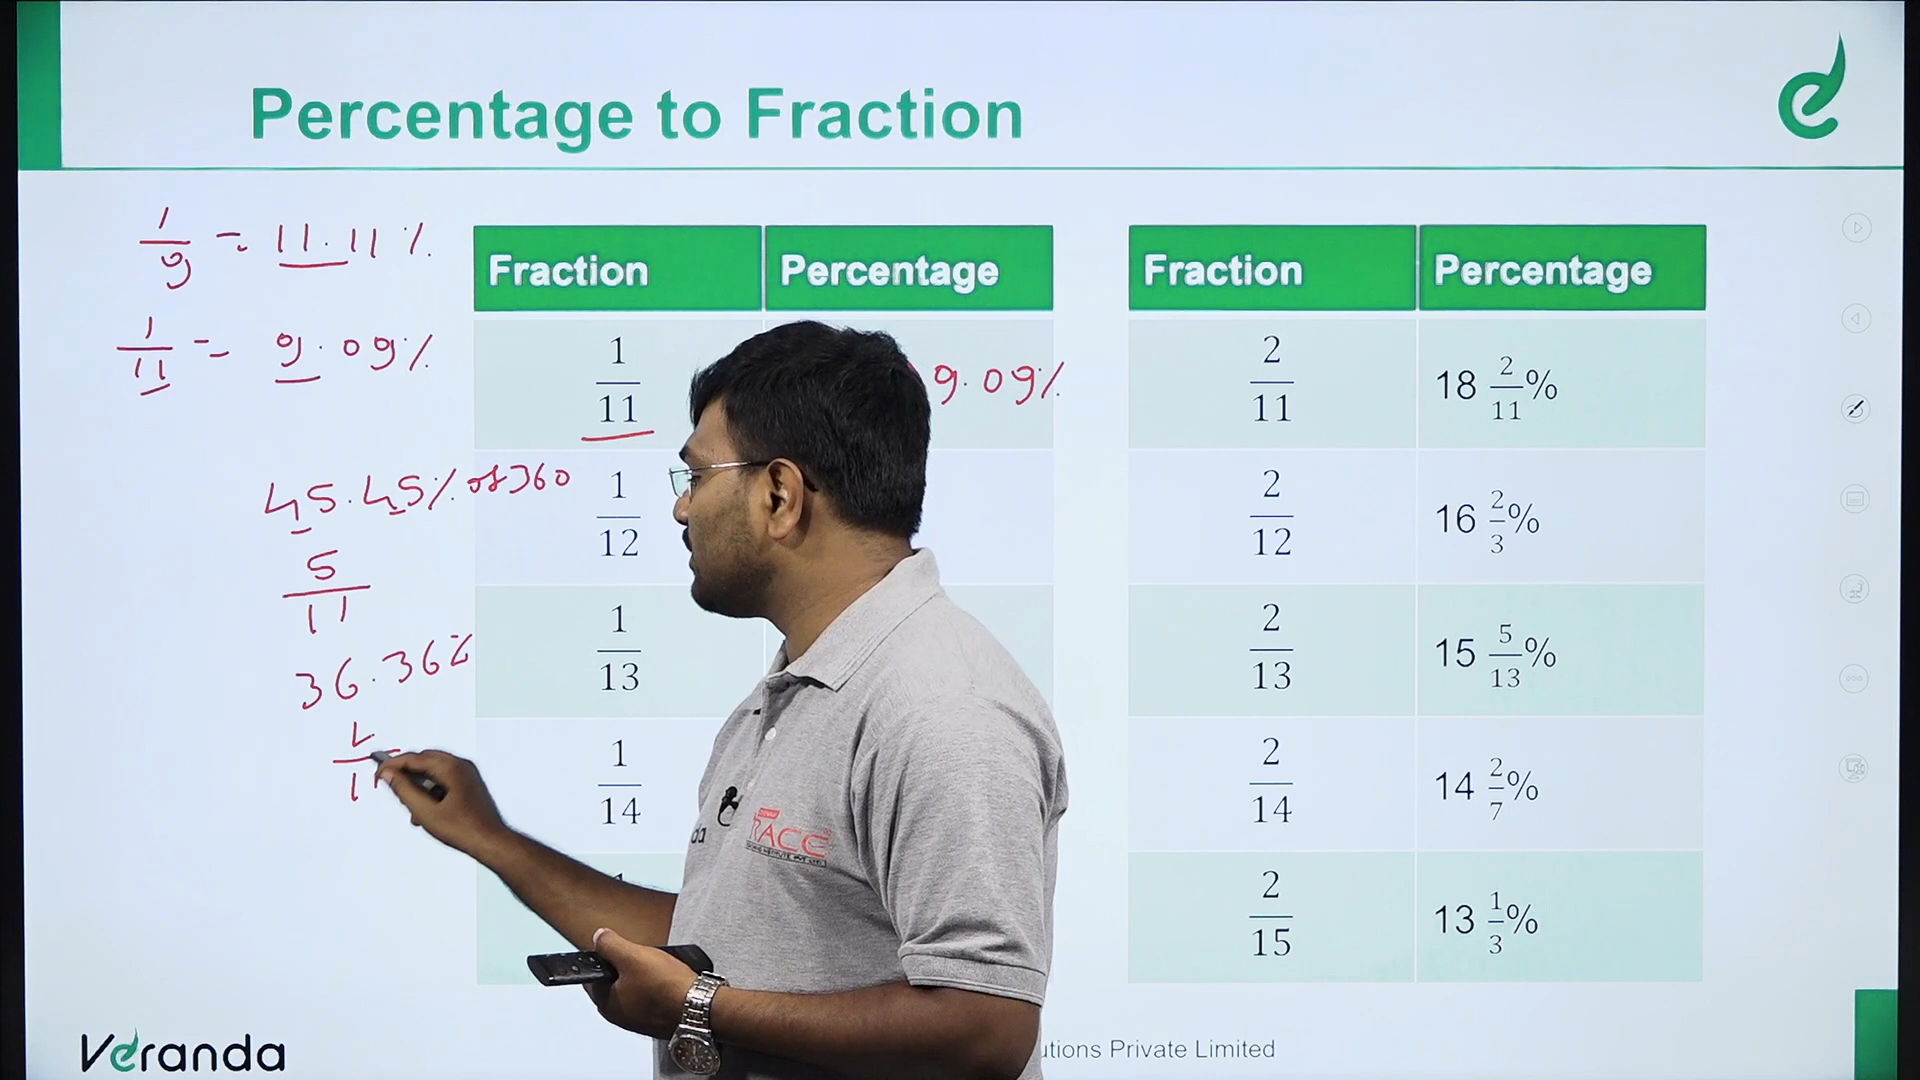 Percentage to Fraction
1/9 = 11.11%
1/11 = 9.09%
45.45% of 360
5/11
36.36%
Fraction Percentage
1/11 9.09%
1/12
1/13
1/14
1
Fraction Percentage
2/11 18 2/11%
2/12 16 2/3%
2/13 15 5/13%
2/14 14 2/7%
2/15 13 1/3%
RACE
Veranda
utions Private Limited